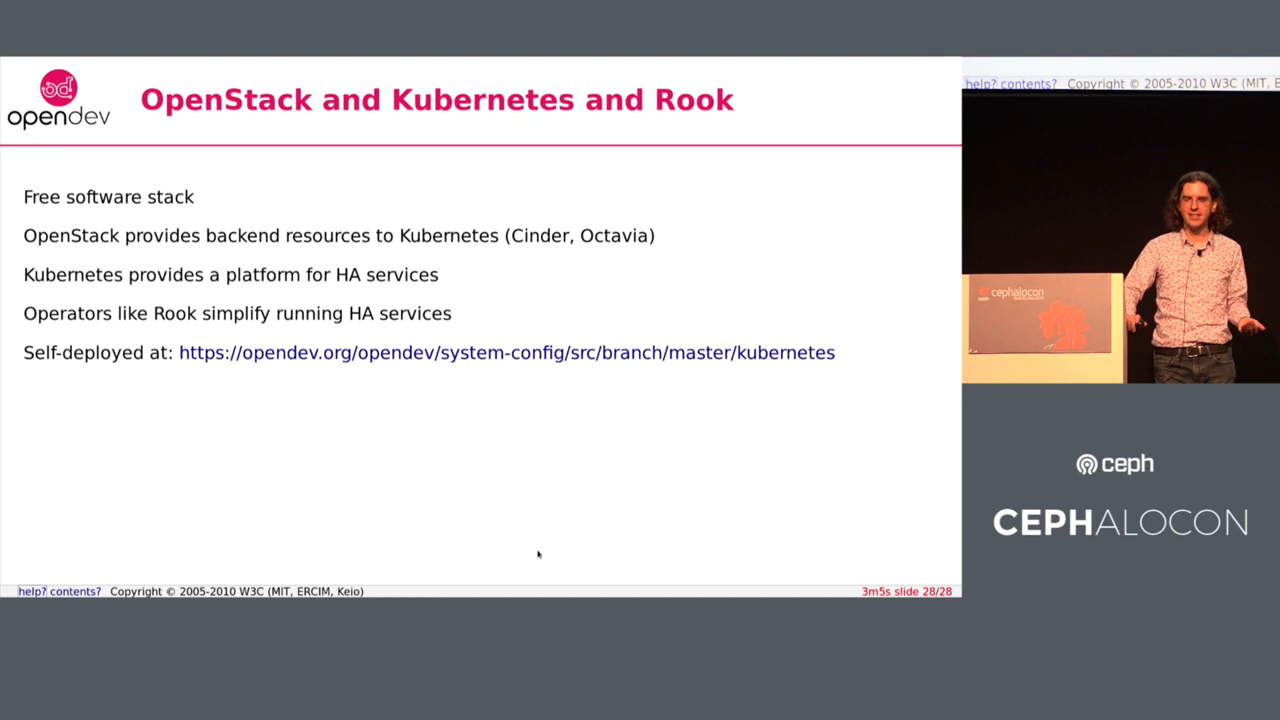 opendev
OpenStack and Kubernetes and Rook
Free software stack
OpenStack provides backend resources to Kubernetes (Cinder, Octavia)
Kubernetes provides a platform for HA services
Operators like Rook simplify running HA services
Self-deployed at: https://opendev.org/opendev/system-config/src/branch/master/kubernetes
help? contents? Copyright © 2005-2010 W3C (MIT, ERCIM, Keio)
3m5s slide 28/28
help? contents? Copyright © 2005-2010 W3C (MIT, E
cephalocon
ceph
CEPHALOCON